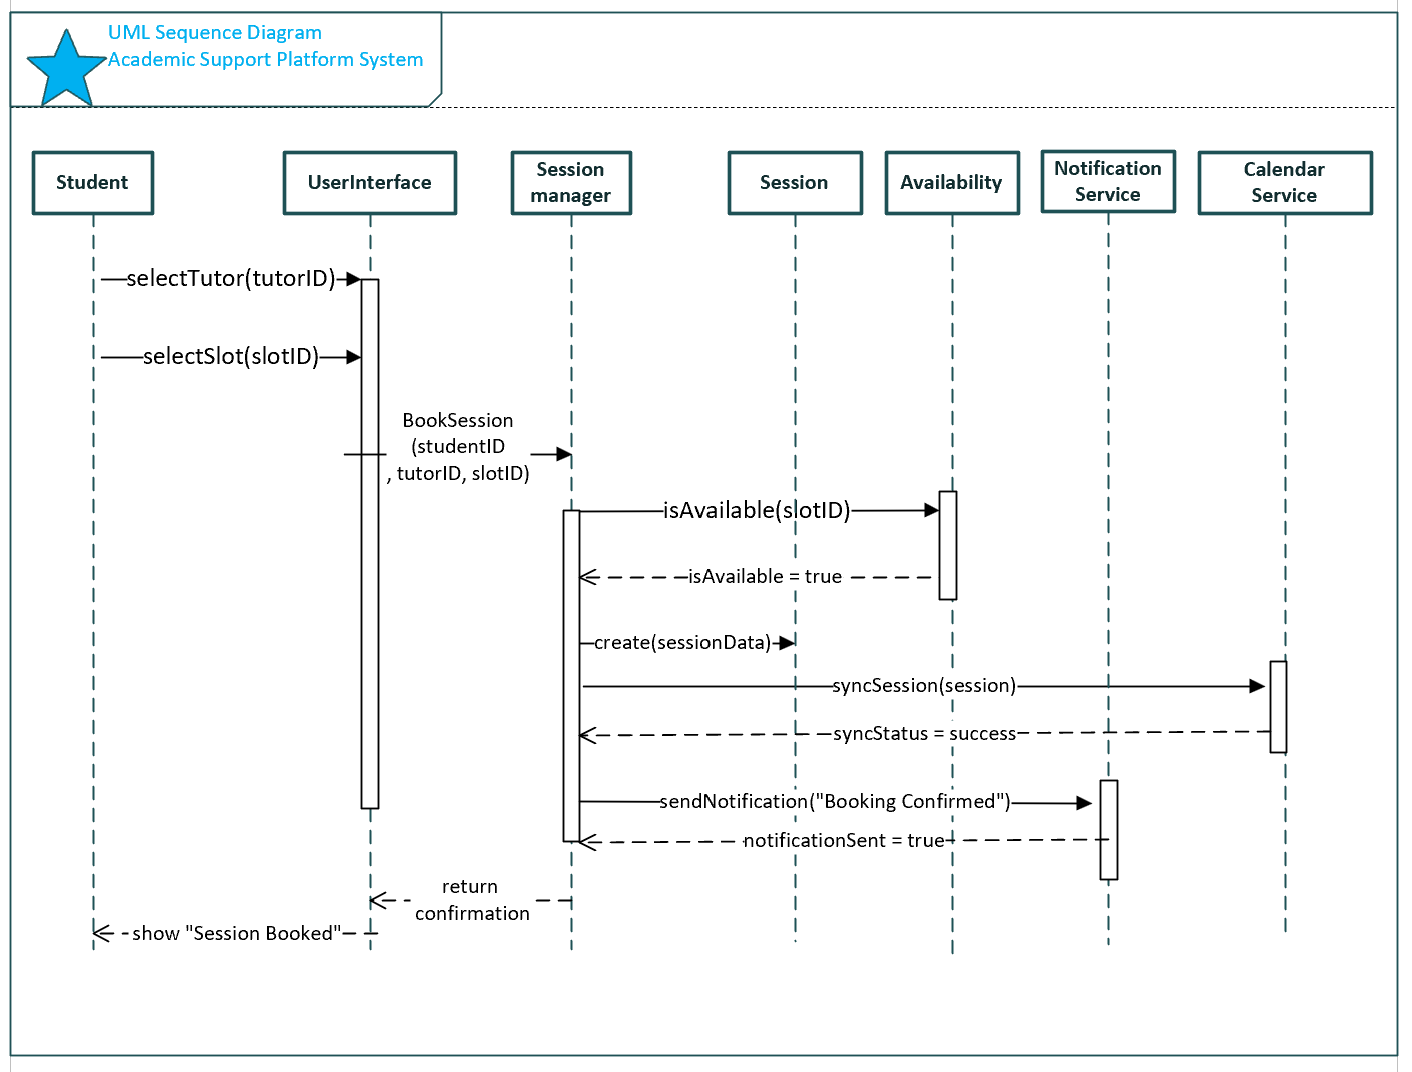 UML Sequence Diagram
Academic Support Platform System
Student
UserInterface
Session
manager
Session
Availability
Notification
Service
Calendar
Service
selectTutor(tutorID)
selectSlot(slotID)
BookSession
(studentID
, tutorID, slotID)
isAvailable(slotID)
isAvailable = true
create(sessionData)
syncSession(session)
syncStatus = success
sendNotification("Booking Confirmed")
notificationSent = true
return
confirmation
show "Session Booked"